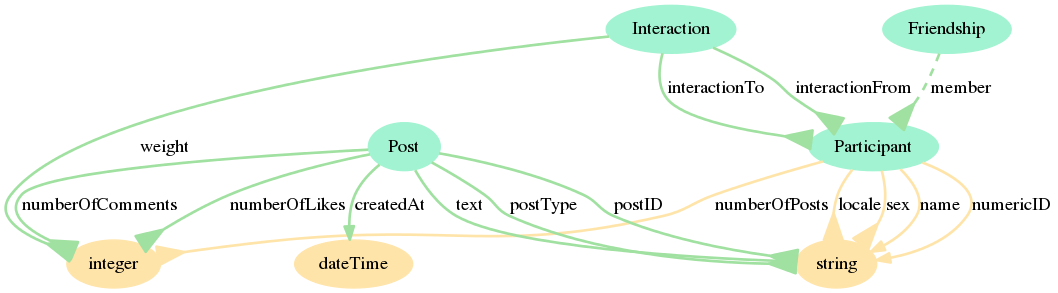 Interaction
Friendship
interactionTo
interactionFrom
member
weight
Post
Participant
numberOfComments
numberOfLikes
createdAt
text
postType
postID
numberOfPosts
locale
sex
name
numericID
integer
dateTime
string